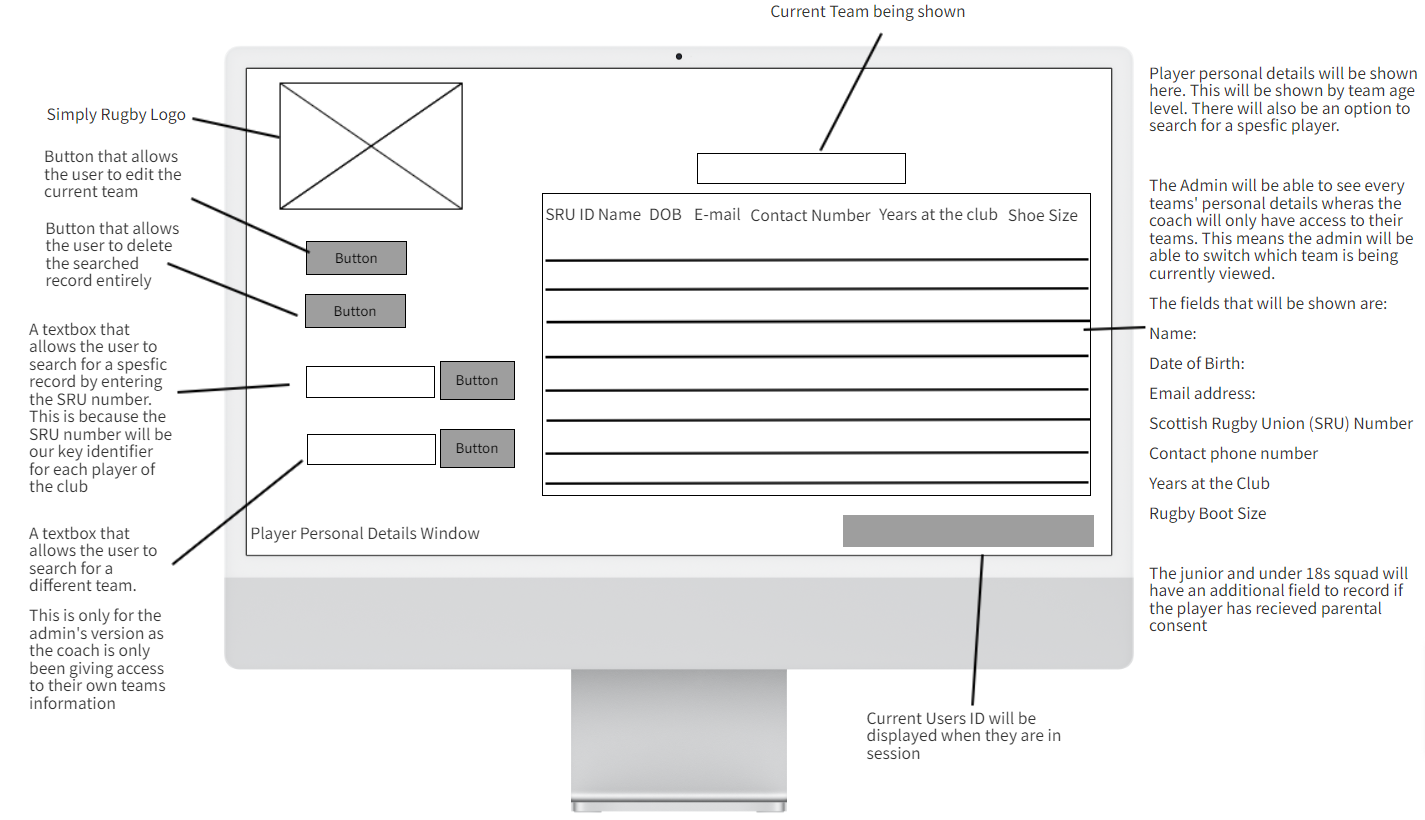 Current Team being shown
Simply Rugby Logo
Button that allows
the user to edit the
current team
Button that allows
the user to delete
the searched
record entirely
A textbox that
allows the user to
search for a spesfic
record by entering
the SRU number.
This is because the
SRU number will be
our key identifier
for each player of
the club
A textbox that
allows the user to
search for a
different team.
This is only for the
admin's version as
the coach is only
been giving access
to their own teams
information
Button
Button
Button
Button
Player Personal Details Window
SRU ID Name DOB E-mail Contact Number Years at the club Shoe Size
Current Users ID will be
displayed when they are in
session
Player personal details will be shown
here. This will be shown by team age
level. There will also be an option to
search for a spesfic player.
The Admin will be able to see every
teams' personal details wheras the
coach will only have access to their
teams. This means the admin will be
able to switch which team is being
currently viewed.
The fields that will be shown are:
Name:
Date of Birth:
Email address:
Scottish Rugby Union (SRU) Number
Contact phone number
Years at the Club
Rugby Boot Size
The junior and under 18s squad will
have an additional field to record if
the player has recieved parental
consent